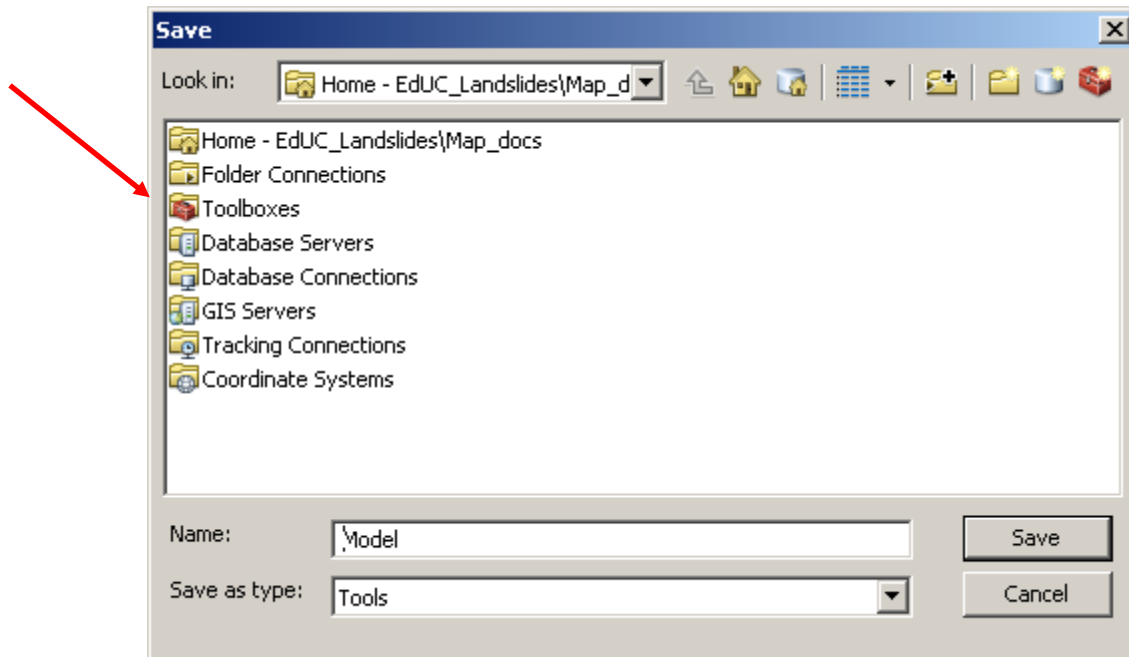 Save
Look in:
Home - EdUC_Landslides\Map_d
Home - EdUC_Landslides\Map_docs
Folder Connections
Toolboxes
Database Servers
Database Connections
GIS Servers
Tracking Connections
Coordinate Systems
Name:
Model
Save
Save as type:
Tools
Cancel